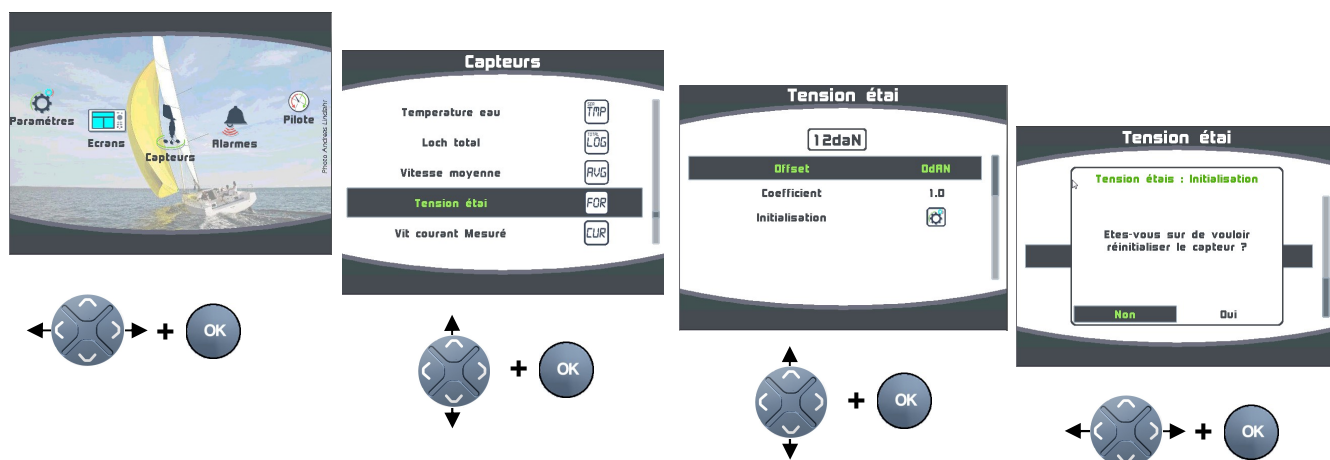 Paramétres
Ecrans
Capteurs
Alarmes
Pilote
Photo Andreas Lindlahr
+ OK
Capteurs
Temperature eau
TMP
Loch total
TOTAL
LOG
Vitesse moyenne
AVG
Tension étai
FOR
Vit courant Mesuré
CUR
+ OK
Tension étai
12daN
Offset 0daN
Coefficient 1.0
Initialisation
+ OK
Tension étai
Tension étais : Initialisation
Etes-vous sur de vouloir
réinitialiser le capteur ?
Non Oui
+ OK